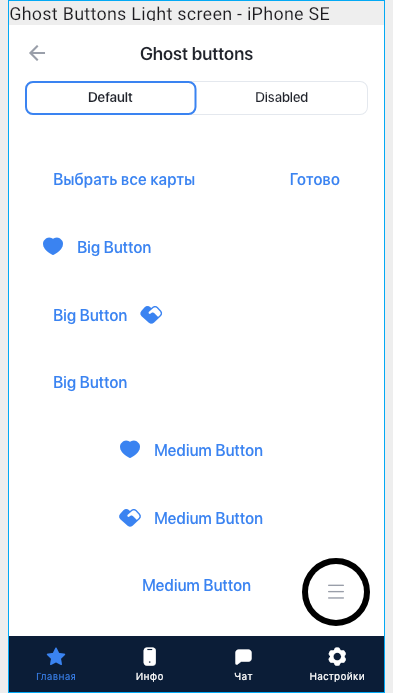 Ghost Buttons Light screen - iPhone SE
Ghost buttons
Default Disabled
Выбрать все карты Готово
Big Button
Big Button
Big Button
Medium Button
Medium Button
Medium Button
Главная Инфо Чат Настройки